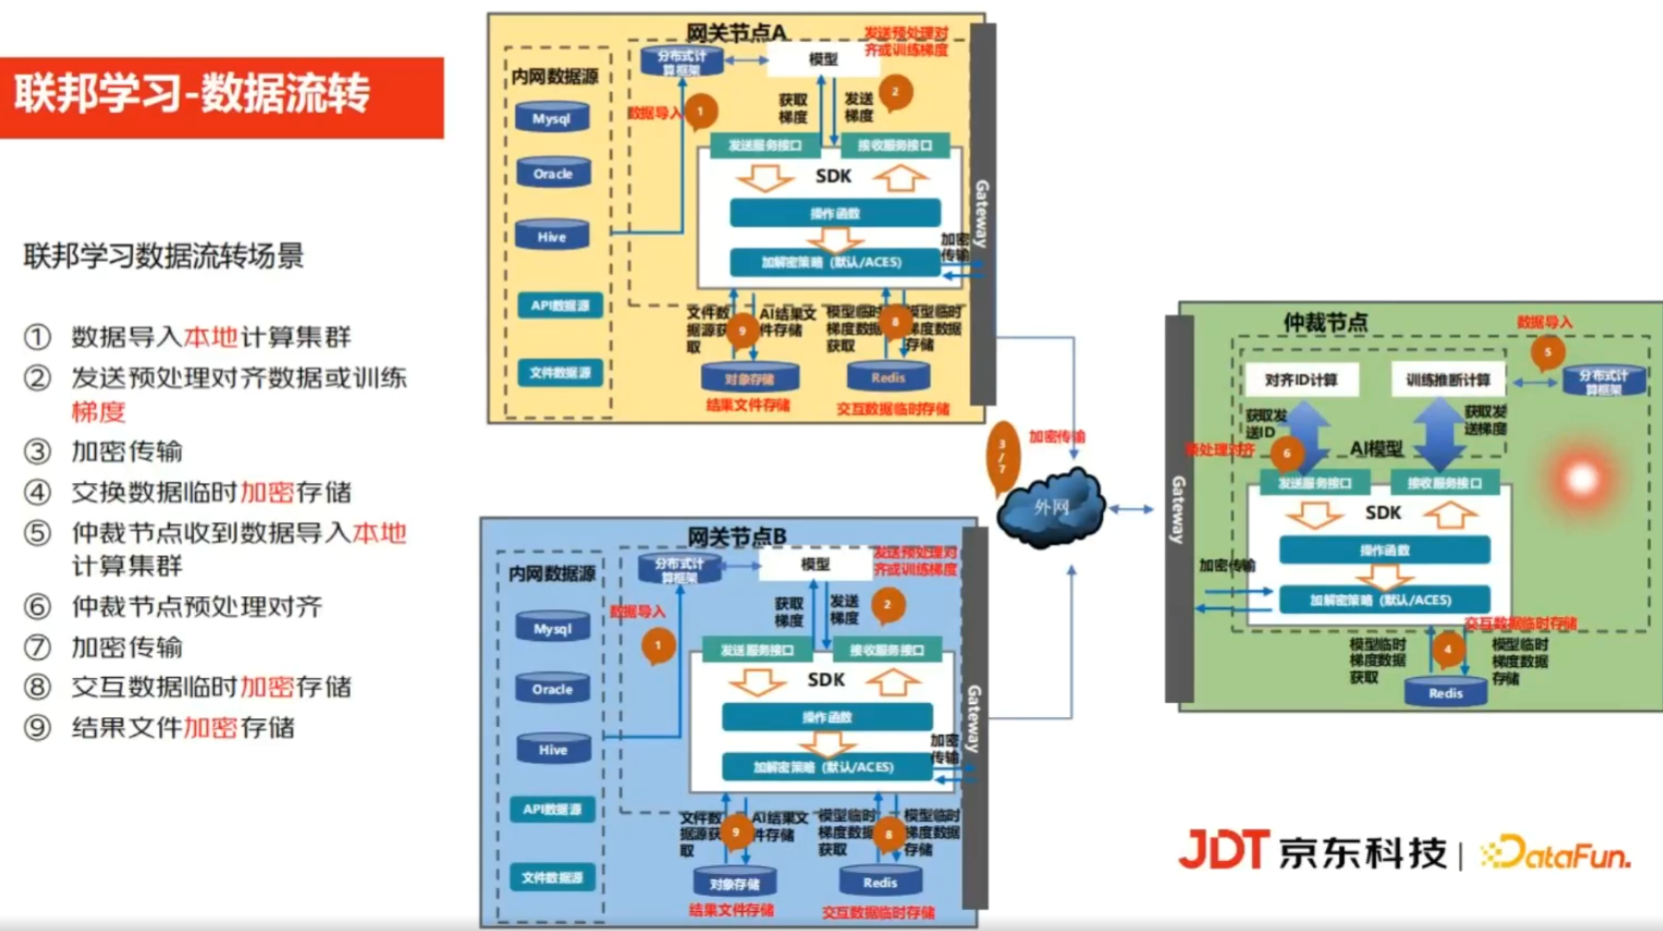 联邦学习-数据流转
联邦学习数据流转场景
① 数据导入本地计算集群
② 发送预处理对齐数据或训练
梯度
③ 加密传输
④ 交换数据临时加密存储
⑤ 仲裁节点收到数据导入本地
计算集群
⑥ 仲裁节点预处理对齐
⑦ 加密传输
⑧ 交互数据临时加密存储
⑨ 结果文件加密存储
网关节点A
内网数据源
Mysql
Oracle
Hive
API数据源
文件数据源
分布式计
算框架
模型
发送预处理对
齐或训练梯度
数据导入
1
获取
梯度
发送
梯度
2
发送服务接口
接收服务接口
SDK
操作函数
加解密策略（默认/ACES）
加密
传输
Gateway
文件数
据源获
取
9
AI结果文
件存储
模型临时
梯度数据
获取
8
模型临时
梯度数据
存储
对象存储
Redis
结果文件存储
交互数据临时存储
网关节点B
内网数据源
Mysql
Oracle
Hive
API数据源
文件数据源
分布式计
算框架
模型
发送预处理对
齐或训练梯度
数据导入
1
获取
梯度
发送
梯度
2
发送服务接口
接收服务接口
SDK
操作函数
加解密策略（默认/ACES）
加密
传输
Gateway
文件数
据源获
取
9
AI结果文
件存储
模型临时
梯度数据
获取
8
模型临时
梯度数据
存储
对象存储
Redis
结果文件存储
交互数据临时存储
3
/
7
加密传输
外网
Gateway
仲裁节点
数据导入
5
对齐ID计算
训练推断计算
分布式计
算框架
获取发
送ID
获取发
送梯度
预处理对齐
6
AI模型
发送服务接口
接收服务接口
SDK
操作函数
加解密策略（默认/ACES）
加密传输
交互数据临时存储
模型临时
梯度数据
获取
4
模型临时
梯度数据
存储
Redis
JDT 京东科技 | DataFun.